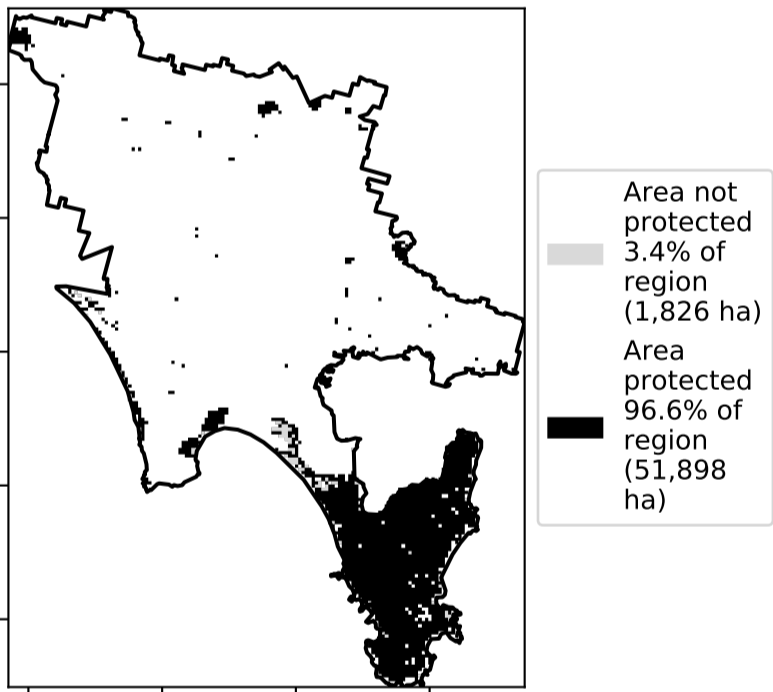 Area not
protected
3.4% of
region
(1,826 ha)
Area
protected
96.6% of
region
(51,898
ha)